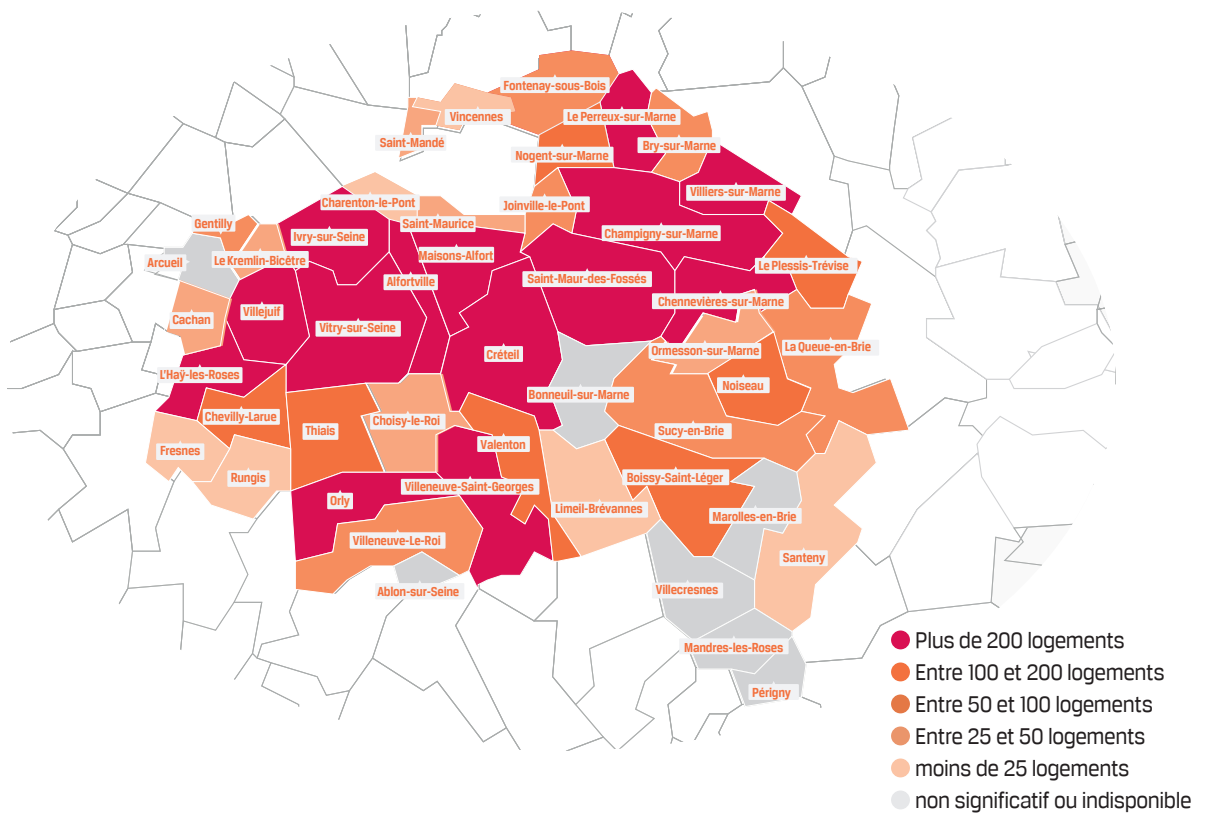 Fontenay-sous-Bois
Vincennes
Le Perreux-sur-Marne
Saint-Mandé
Bry-sur-Marne
Nogent-sur-Marne
Villiers-sur-Marne
Charenton-le-Pont
Joinville-le-Pont
Gentilly
Saint-Maurice
Ivry-sur-Seine
Champigny-sur-Marne
Maisons-Alfort
Arcueil
Le Kremlin-Bicêtre
Le Plessis-Trévise
Alfortville
Saint-Maur-des-Fossés
Chennevières-sur-Marne
Villejuif
Cachan
Vitry-sur-Seine
La Queue-en-Brie
Créteil
Ormesson-sur-Marne
L'Haÿ-les-Roses
Noiseau
Bonneuil-sur-Marne
Chevilly-Larue
Choisy-le-Roi
Thiais
Sucy-en-Brie
Valenton
Fresnes
Rungis
Boissy-Saint-Léger
Villeneuve-Saint-Georges
Orly
Limeil-Brévannes
Marolles-en-Brie
Villeneuve-Le-Roi
Santeny
Ablon-sur-Seine
Villecresnes
Mandres-les-Roses
Périgny
Plus de 200 logements
Entre 100 et 200 logements
Entre 50 et 100 logements
Entre 25 et 50 logements
moins de 25 logements
non significatif ou indisponible